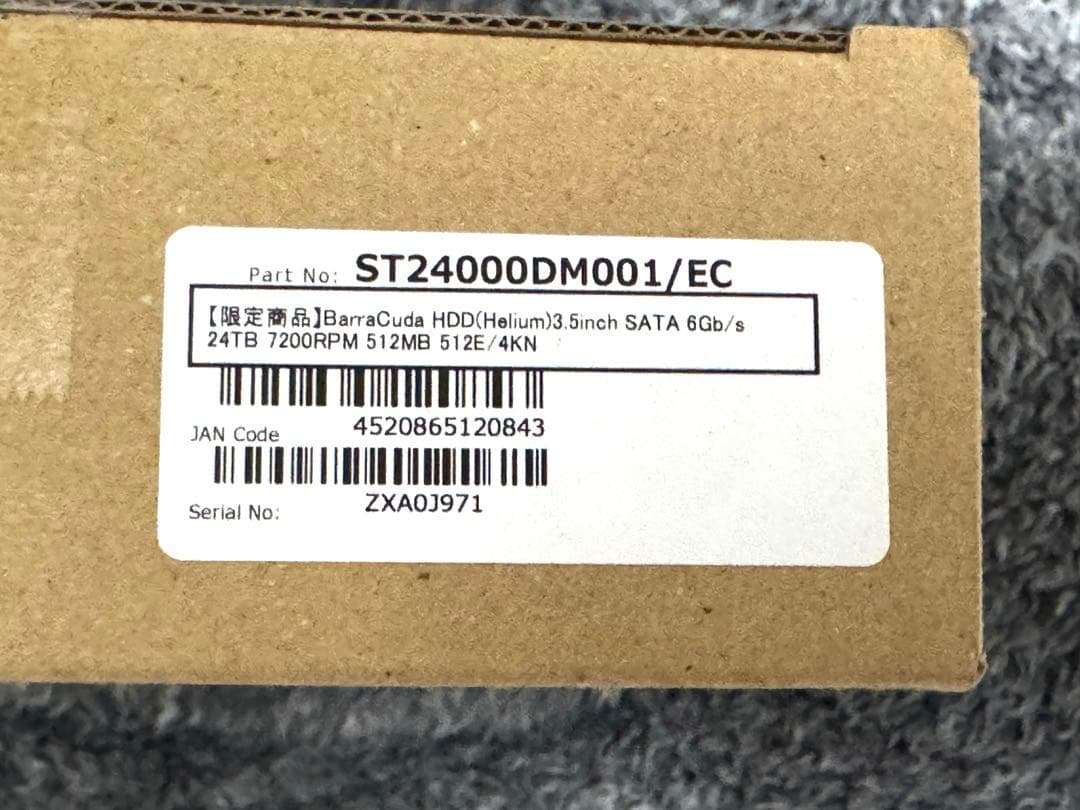 Part No: ST24000DM001/EC
【限定商品】BarraCuda HDD(Helium)3.5inch SATA 6Gb/s
24TB 7200RPM 512MB 512E/4KN
JAN Code 4520865120843
Serial No: ZXA0J971